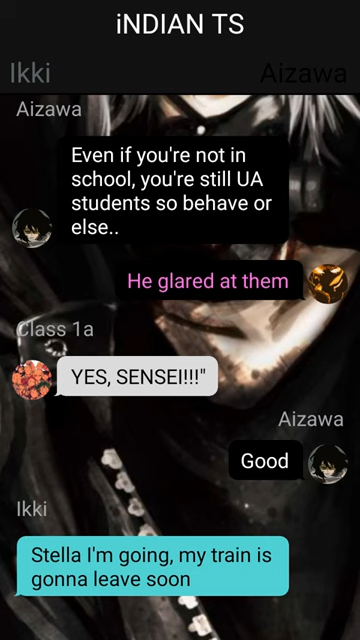 iNDIAN TS
Ikki
Aizawa
Aizawa
Even if you're not in
school, you're still UA
students so behave or
else..
He glared at them
Class 1a
YES, SENSEI!!!"
Aizawa
Good
Ikki
Stella I'm going, my train is
gonna leave soon